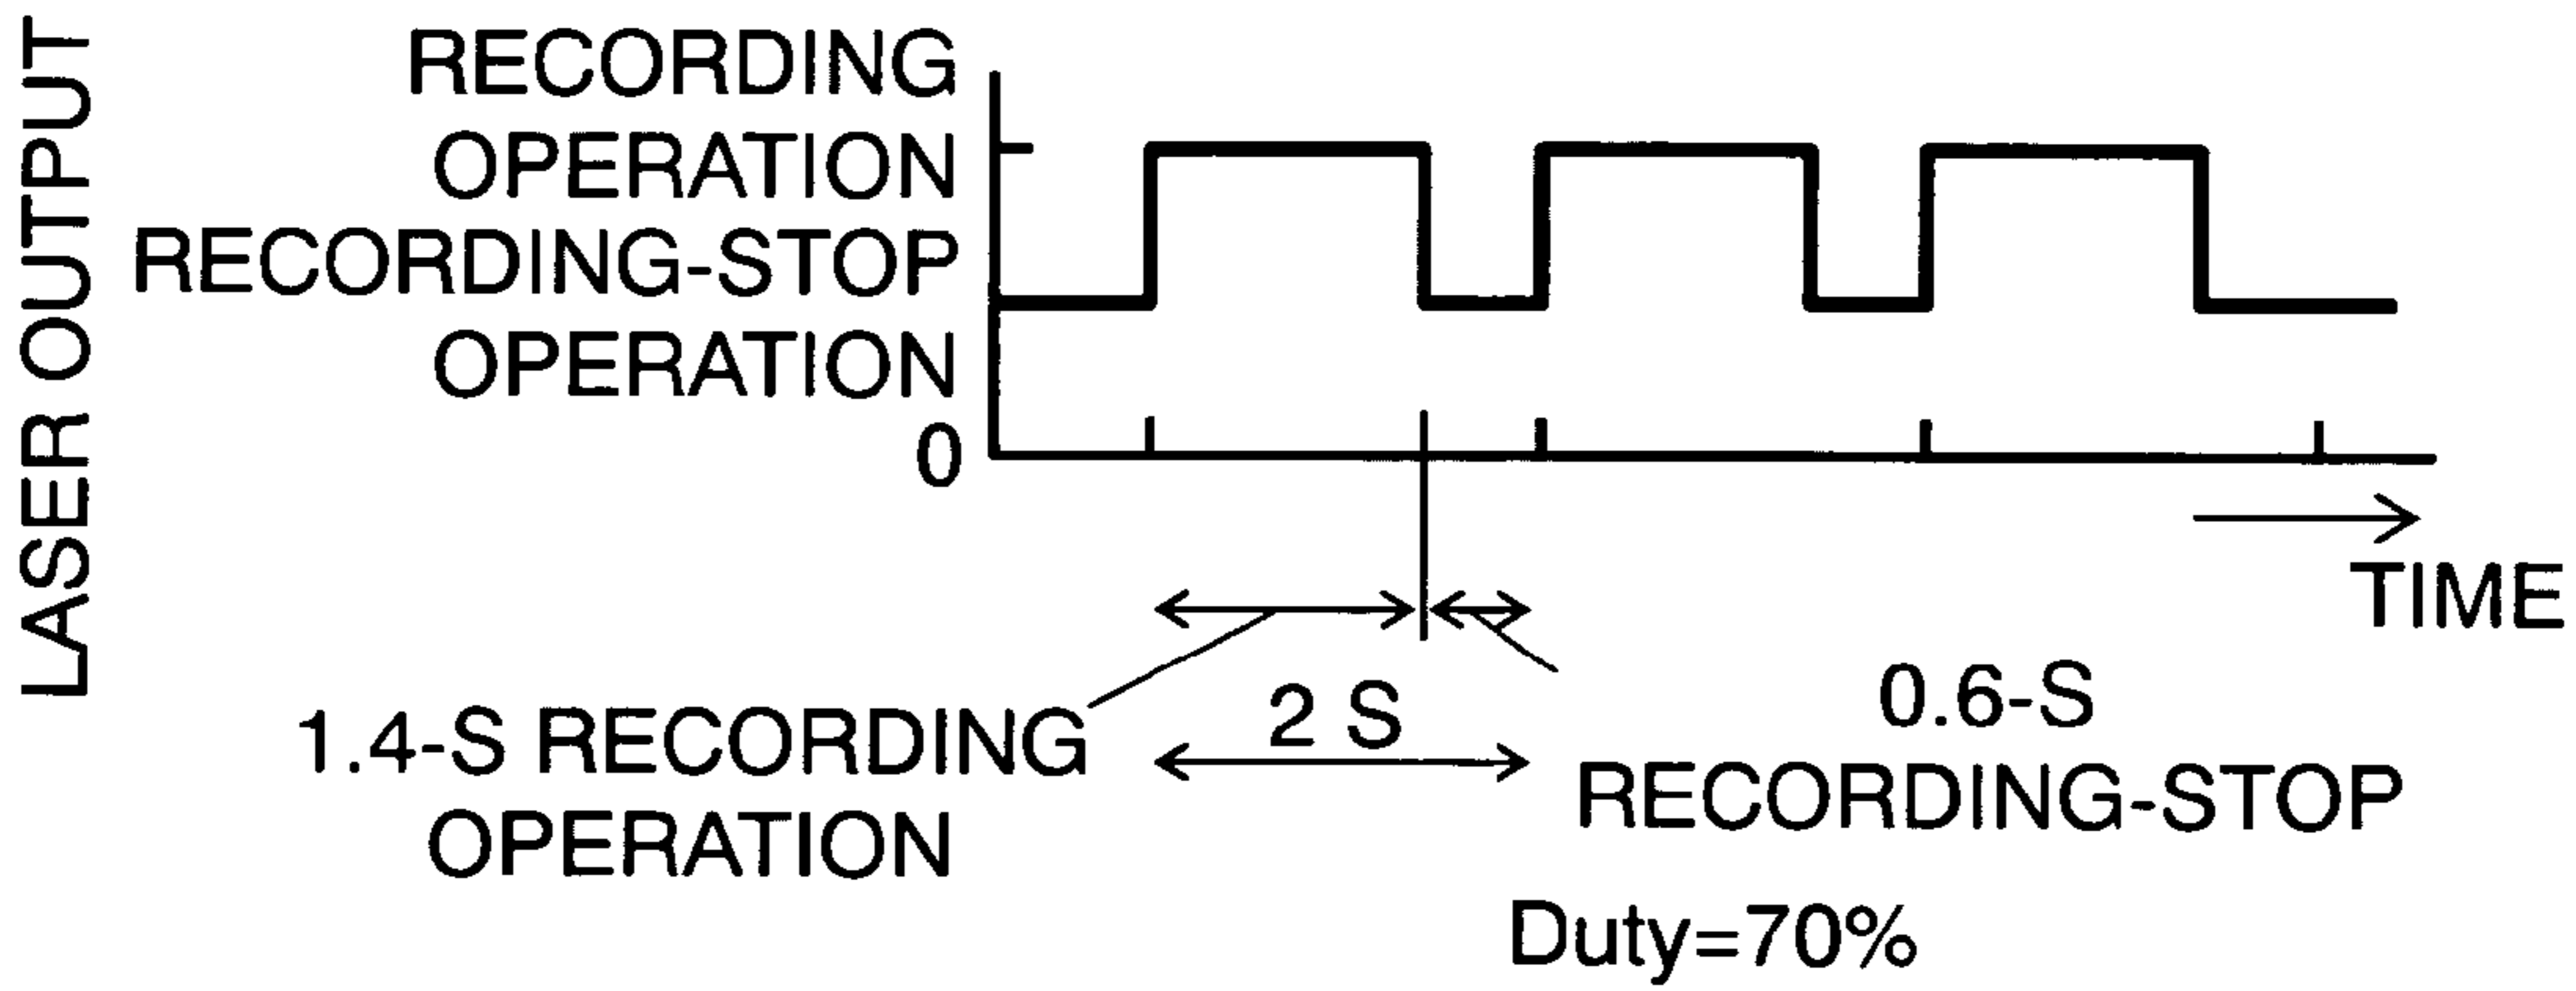 LASER OUTPUT
RECORDING
OPERATION
RECORDING-STOP
OPERATION
0
TIME
1.4-S RECORDING
OPERATION
2 S
0.6-S
RECORDING-STOP
Duty=70%